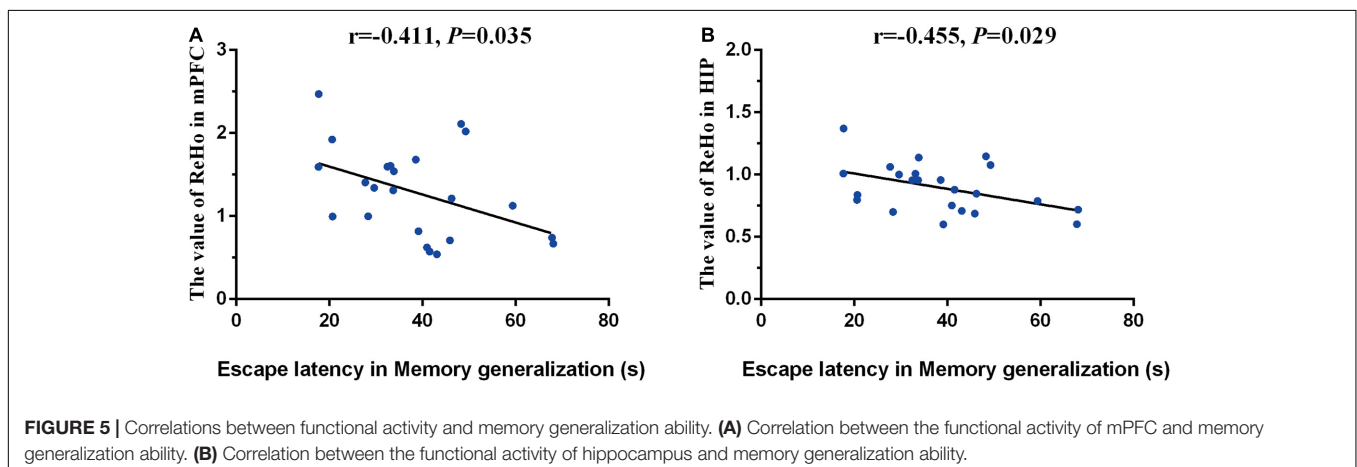 A
r=-0.411, P=0.035
The value of ReHo in mPFC
3
2
1
0
0 20 40 60 80
Escape latency in Memory generalization (s)
B
r=-0.455, P=0.029
The value of ReHo in HIP
2.0
1.5
1.0
0.5
0.0
0 20 40 60 80
Escape latency in Memory generalization (s)
FIGURE 5 | Correlations between functional activity and memory generalization ability. (A) Correlation between the functional activity of mPFC and memory
generalization ability. (B) Correlation between the functional activity of hippocampus and memory generalization ability.